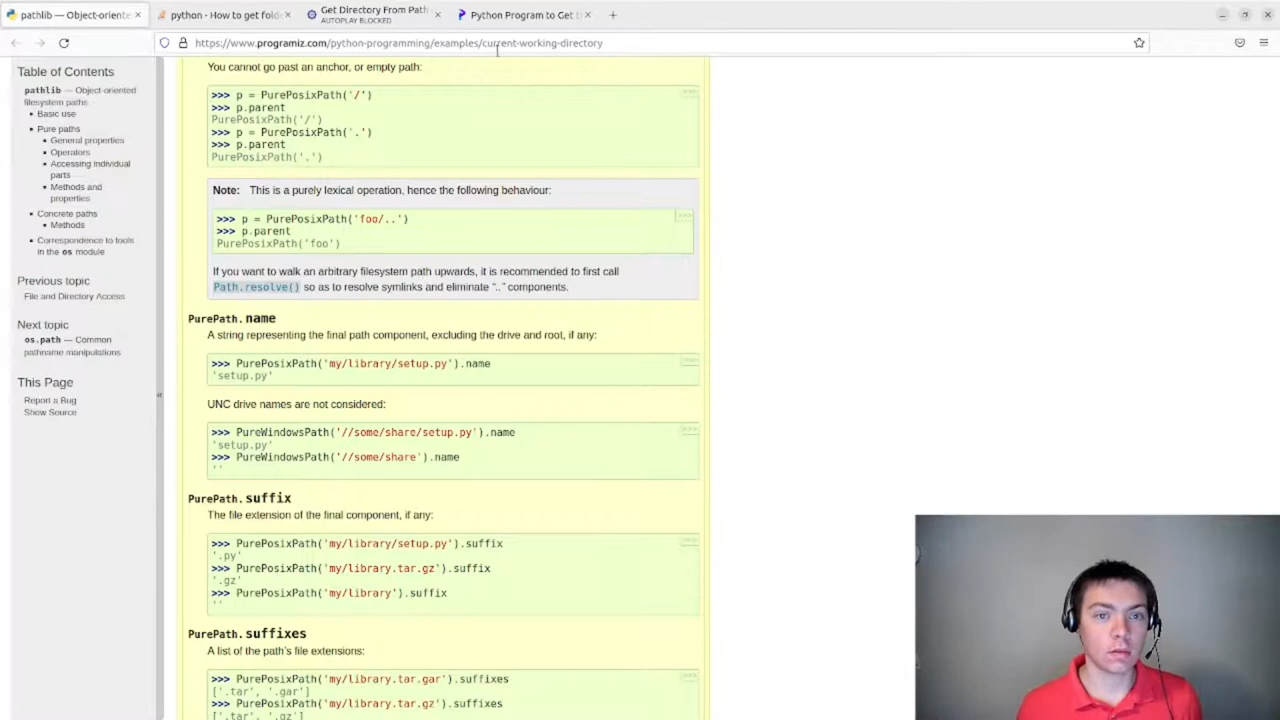 pathlib — Object-oriente
python - How to get fold
Get Directory From Path
AUTOPLAY BLOCKED
Python Program to Get t
https://www.programiz.com/python-programming/examples/current-working-directory
Table of Contents
pathlib — Object-oriented
filesystem paths
Basic use
Pure paths
General properties
Operators
Accessing individual
parts
Methods and
properties
Concrete paths
Methods
Correspondence to tools
in the os module
Previous topic
File and Directory Access
Next topic
os.path — Common
pathname manipulations
This Page
Report a Bug
Show Source
«
You cannot go past an anchor, or empty path:
>>>
>>> p = PurePosixPath('/')
>>> p.parent
PurePosixPath('/')
>>> p = PurePosixPath('.')
>>> p.parent
PurePosixPath('.')
Note: This is a purely lexical operation, hence the following behaviour:
>>>
>>> p = PurePosixPath('foo/..')
>>> p.parent
PurePosixPath('foo')
If you want to walk an arbitrary filesystem path upwards, it is recommended to first call
Path.resolve() so as to resolve symlinks and eliminate “..” components.
PurePath.name
A string representing the final path component, excluding the drive and root, if any:
>>>
>>> PurePosixPath('my/library/setup.py').name
'setup.py'
UNC drive names are not considered:
>>>
>>> PureWindowsPath('//some/share/setup.py').name
'setup.py'
>>> PureWindowsPath('//some/share').name
''
PurePath.suffix
The file extension of the final component, if any:
>>>
>>> PurePosixPath('my/library/setup.py').suffix
'.py'
>>> PurePosixPath('my/library.tar.gz').suffix
'.gz'
>>> PurePosixPath('my/library').suffix
''
PurePath.suffixes
A list of the path’s file extensions:
>>>
>>> PurePosixPath('my/library.tar.gar').suffixes
['.tar', '.gar']
>>> PurePosixPath('my/library.tar.gz').suffixes
['.tar', '.gz']